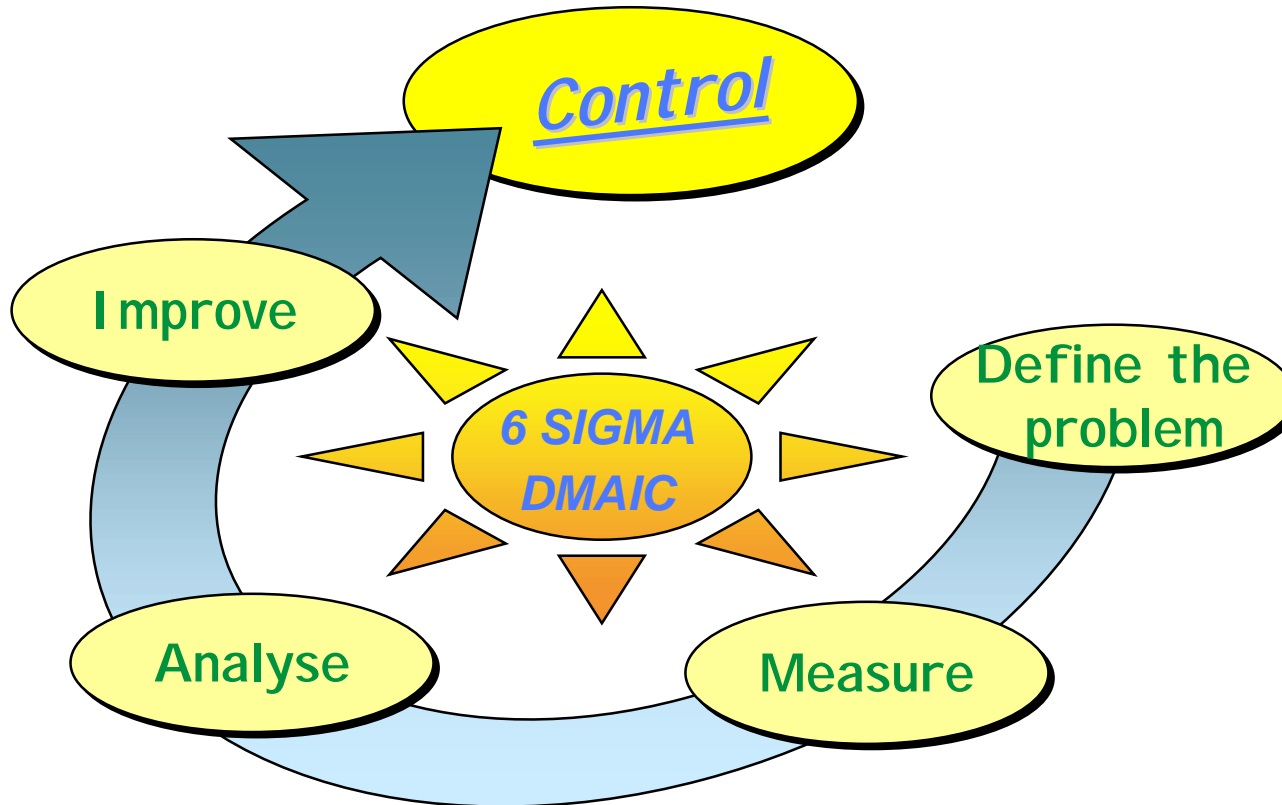 Control
Improve
Define the
problem
6 SIGMA
DMAIC
Analyse
Measure